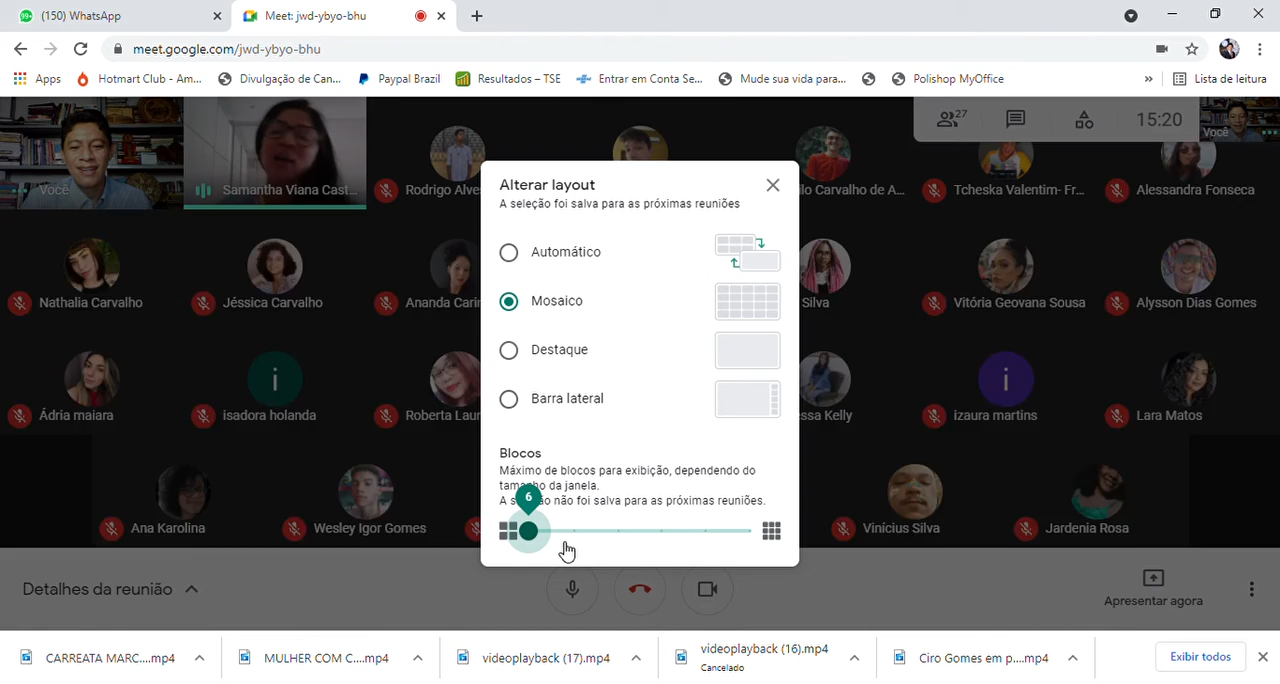 (150) WhatsApp
Meet: jwd-ybyo-bhu
meet.google.com/jwd-ybyo-bhu
Apps
Hotmart Club - Am...
Divulgação de Can...
Paypal Brazil
Resultados – TSE
Entrar em Conta Se...
Mude sua vida para...
Polishop MyOffice
»
Lista de leitura
27
15:20
Você
Você
Samantha Viana Cast...
Rodrigo Alve
lo Carvalho de A...
Tcheska Valentim- Fr...
Alessandra Fonseca
Alterar layout
A seleção foi salva para as próximas reuniões
Automático
Mosaico
Destaque
Barra lateral
Nathalia Carvalho
Jéssica Carvalho
Ananda Carin
Silva
Vitória Geovana Sousa
Alysson Dias Gomes
i
i
Ádria maiara
isadora holanda
Roberta Laur
ssa Kelly
izaura martins
Lara Matos
Blocos
Máximo de blocos para exibição, dependendo do
tamanho da janela.
6
A s ão não foi salva para as próximas reuniões.
Ana Karolina
Wesley Igor Gomes
Vinícius Silva
Jardenia Rosa
Detalhes da reunião
Apresentar agora
CARREATA MARC....mp4
MULHER COM C....mp4
videoplayback (17).mp4
videoplayback (16).mp4
Cancelado
Ciro Gomes em p....mp4
Exibir todos